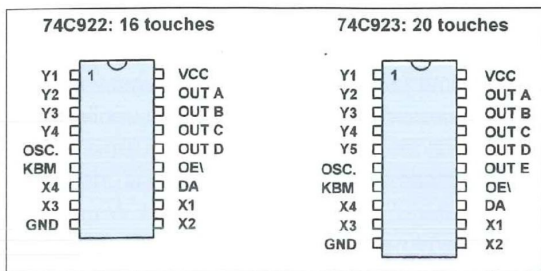 74C922: 16 touches
Y1 1 VCC
Y2 OUT A
Y3 OUT B
Y4 OUT C
OSC. OUT D
KBM OE\
X4 DA
X3 X1
GND X2
74C923: 20 touches
Y1 1 VCC
Y2 OUT A
Y3 OUT B
Y4 OUT C
Y5 OUT D
OSC. OUT E
KBM OE\
X4 DA
X3 X1
GND X2